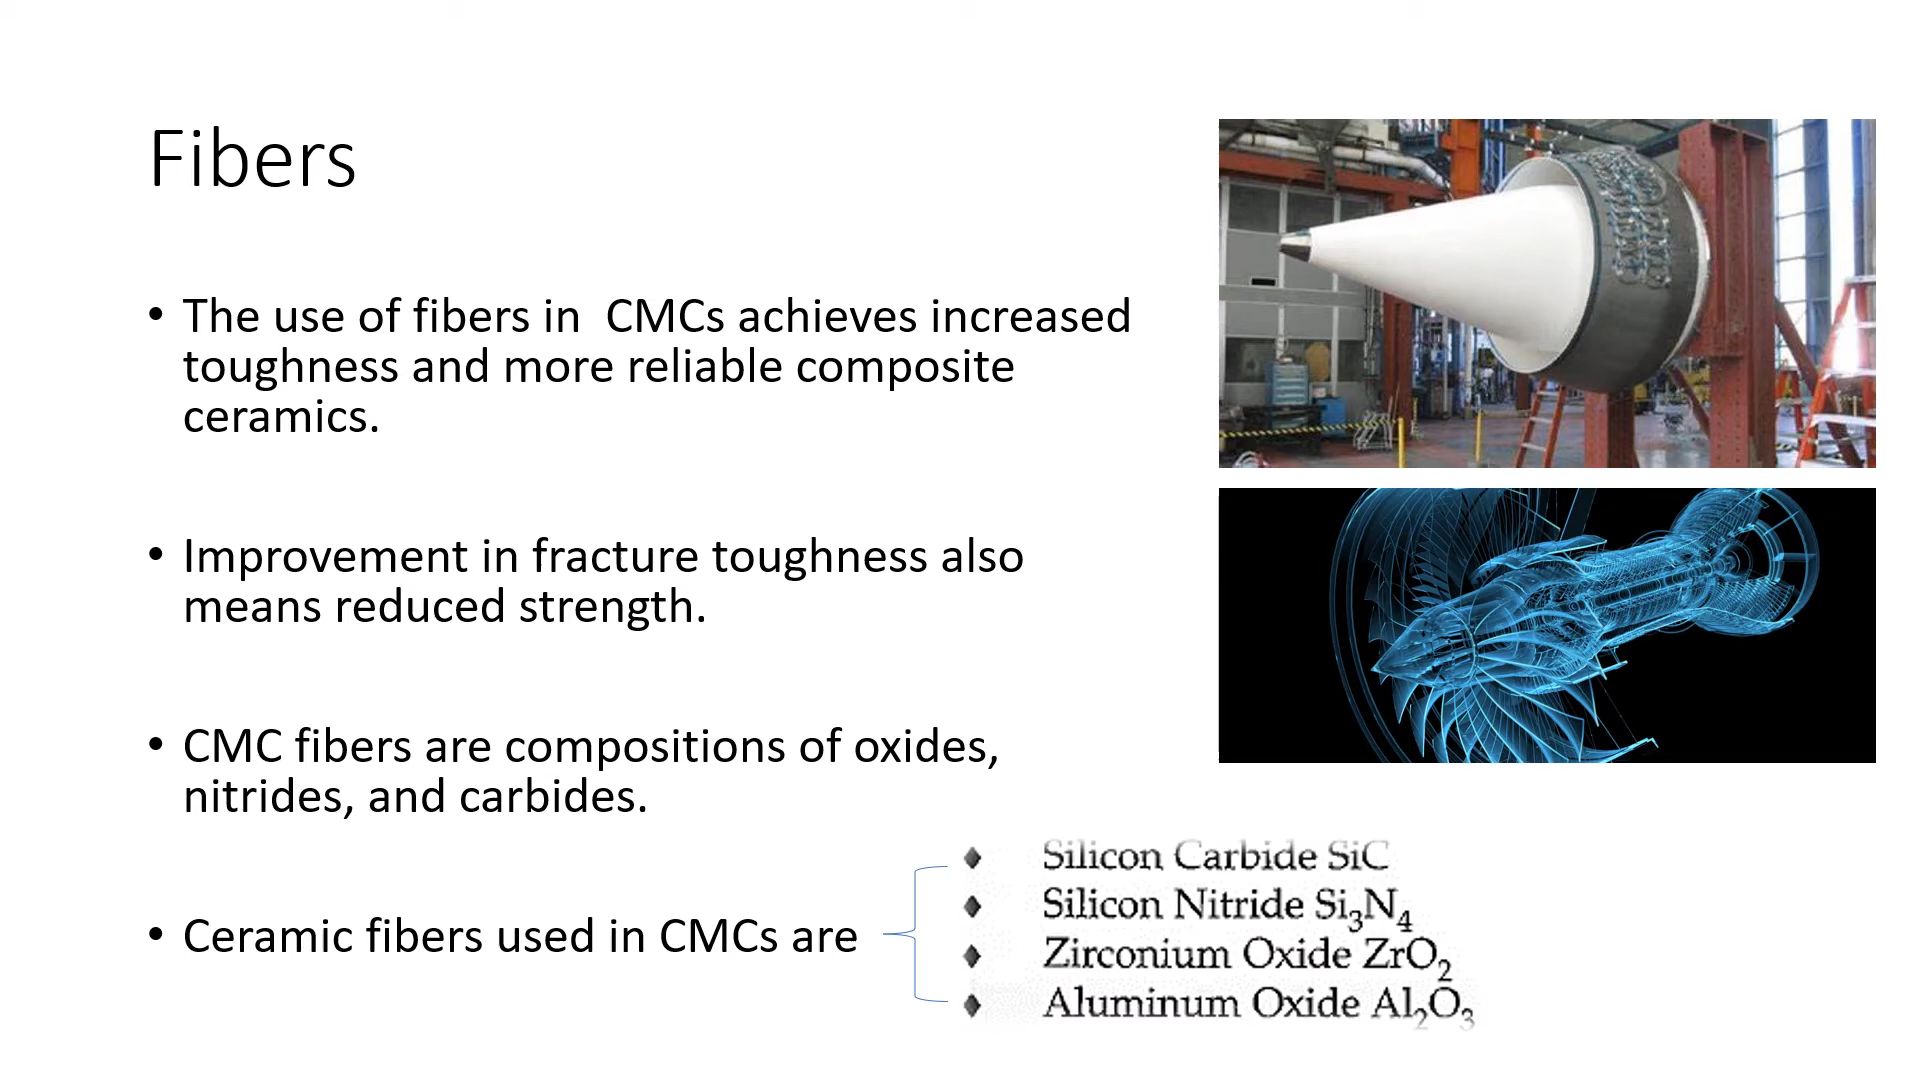 Fibers
• The use of fibers in  CMCs achieves increased
toughness and more reliable composite
ceramics.
• Improvement in fracture toughness also
means reduced strength.
• CMC fibers are compositions of oxides,
nitrides, and carbides.
• Ceramic fibers used in CMCs are
♦ Silicon Carbide SiC
♦ Silicon Nitride Si₃N₄
♦ Zirconium Oxide ZrO₂
♦ Aluminum Oxide Al₂O₃